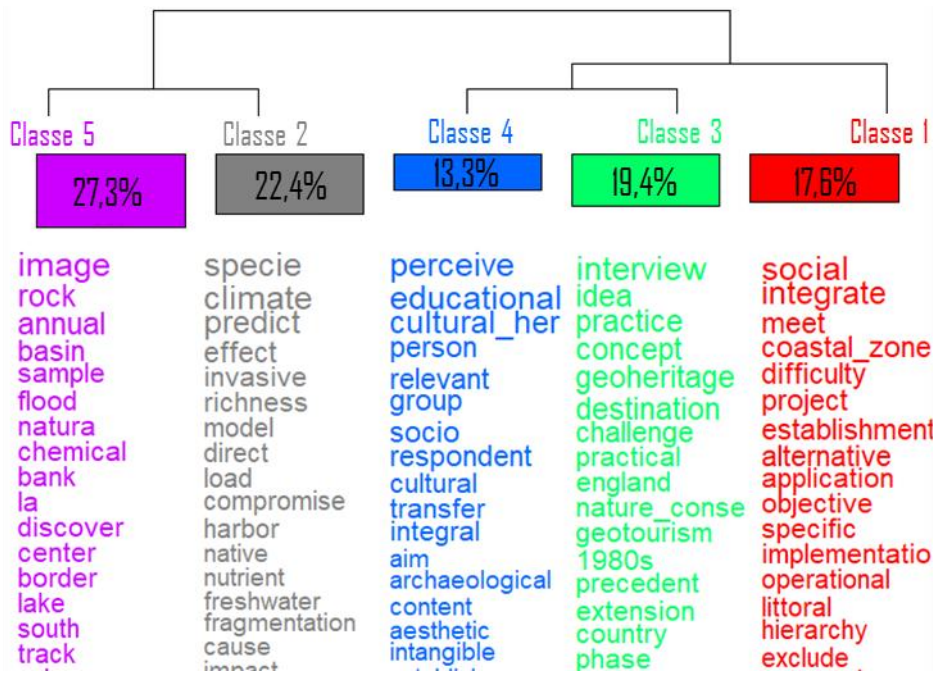 Classe 5
27,3%
image
rock
annual
basin
sample
flood
natura
chemical
bank
la
discover
center
border
lake
south
track
Classe 2
22,4%
specie
climate
predict
effect
invasive
richness
model
direct
load
compromise
harbor
native
nutrient
freshwater
fragmentation
cause
impact
Classe 4
13,3%
perceive
educational
cultural_her
person
relevant
group
socio
respondent
cultural
transfer
integral
aim
archaeological
content
aesthetic
intangible
Classe 3
19,4%
interview
idea
practice
concept
geoheritage
destination
challenge
practical
england
nature_conse
geotourism
1980s
precedent
extension
country
phase
Classe 1
17,6%
social
integrate
meet
coastal_zone
difficulty
project
establishment
alternative
application
objective
specific
implementatio
operational
littoral
hierarchy
exclude